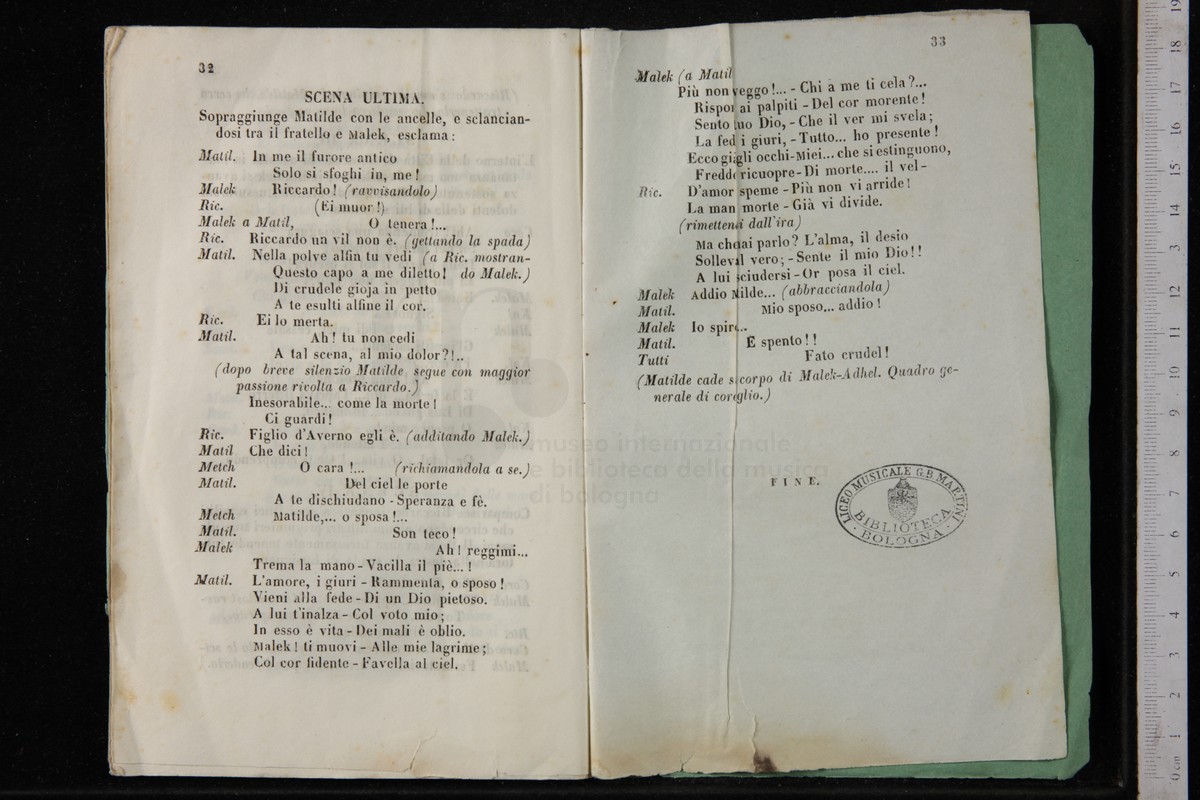 32
SCENA ULTIMA.
Sopraggiunge Matilde con le ancelle, e sclancian-
dosi tra il fratello e Malek, esclama:
Matil. In me il furore antico
Solo si sfoghi in, me!
Malek Riccardo! (ravvisandolo)
Ric. (Ei muor!)
Malek a Matil, O tenera!...
Ric. Riccardo un vil non è. (gettando la spada)
Matil. Nella polve alfin tu vedi (a Ric. mostran-
Questo capo a me diletto! do Malek.)
Di crudele gioja in petto
A te esulti alfine il cor.
Ric. Ei lo merta.
Matil. Ah! tu non cedi
A tal scena, al mio dolor?!..
(dopo breve silenzio Matilde segue con maggior
passione rivolta a Riccardo.)
Inesorabile... come la morte!
Ci guardi!
Ric. Figlio d'Averno egli è. (additando Malek.)
Matil Che dici!
Metch O cara!... (richiamandola a se.)
Matil. Del ciel le porte
A te dischiudano - Speranza e fè.
Metch Matilde,... o sposa!...
Matil. Son teco!
Malek Ah! reggimi...
Trema la mano - Vacilla il piè...!
Matil. L'amore, i giuri - Rammenta, o sposo!
Vieni alla fede - Di un Dio pietoso.
A lui t'inalza - Col voto mio;
In esso è vita - Dei mali è oblio.
Malek! ti muovi - Alle mie lagrime;
Col cor fidente - Favella al ciel.
33
Malek (a Matil
Più non veggo!... - Chi a me ti cela?...
Rispo ai palpiti - Del cor morente!
Sento tuo Dio, - Che il ver mi svela;
La fed i giuri, - Tutto... ho presente!
Ecco già gli occhi - Miei... che si estinguono,
Fredd ricuopre - Di morte.... il vel -
Ric. D'amor speme - Più non vi arride!
La man morte - Già vi divide.
(rimetten dall'ira)
Ma ch ai parlo? L'alma, il desio
Solleva l vero; - Sente il mio Dio!!
A lui sciudersi - Or posa il ciel.
Malek Addio ilde... (abbracciandola)
Matil. Mio sposo... addio!
Malek Io spir...
Matil. E spento!!
Tutti Fato crudel!
(Matilde cade s corpo di Malek-Adhel. Quadro ge-
nerale di cor glio.)
FINE.
LICEO MUSICALE G.B. MARTINI
BIBLIOTECA
BOLOGNA
museo internazionale
e biblioteca della musica
di bologna